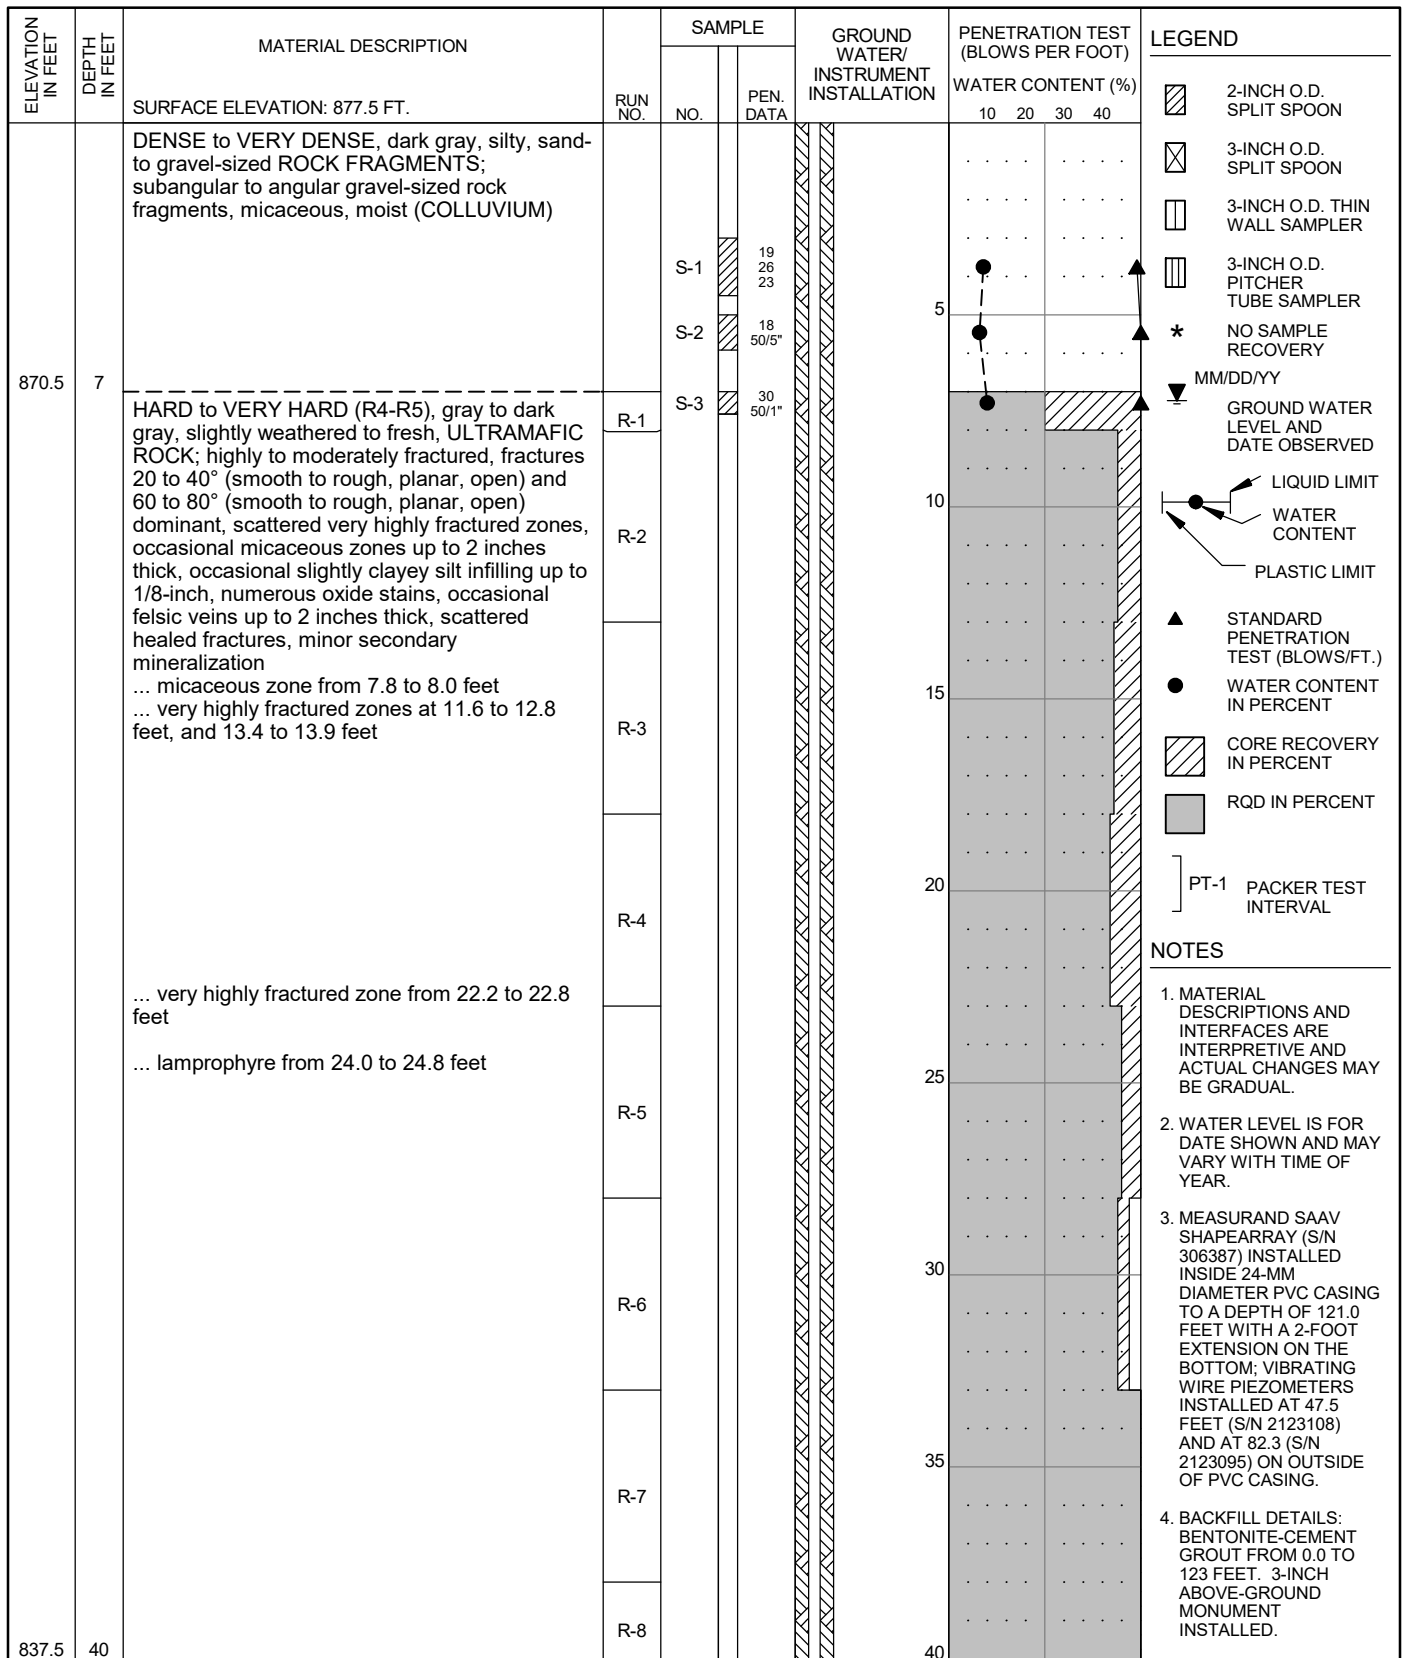 ELEVATION
IN FEET
DEPTH
IN FEET
MATERIAL DESCRIPTION
SURFACE ELEVATION: 877.5 FT.
RUN
NO.
SAMPLE
NO.
PEN.
DATA
GROUND
WATER/
INSTRUMENT
INSTALLATION
PENETRATION TEST
(BLOWS PER FOOT)
WATER CONTENT (%)
10 20 30 40
DENSE to VERY DENSE, dark gray, silty, sand-
to gravel-sized ROCK FRAGMENTS;
subangular to angular gravel-sized rock
fragments, micaceous, moist (COLLUVIUM)
S-1
19
26
23
5
S-2
18
50/5"
870.5 7
S-3
30
50/1"
HARD to VERY HARD (R4-R5), gray to dark
gray, slightly weathered to fresh, ULTRAMAFIC
ROCK; highly to moderately fractured, fractures
20 to 40° (smooth to rough, planar, open) and
60 to 80° (smooth to rough, planar, open)
dominant, scattered very highly fractured zones,
occasional micaceous zones up to 2 inches
thick, occasional slightly clayey silt infilling up to
1/8-inch, numerous oxide stains, occasional
felsic veins up to 2 inches thick, scattered
healed fractures, minor secondary
mineralization
... micaceous zone from 7.8 to 8.0 feet
... very highly fractured zones at 11.6 to 12.8
feet, and 13.4 to 13.9 feet
... very highly fractured zone from 22.2 to 22.8
feet
... lamprophyre from 24.0 to 24.8 feet
R-1
R-2
R-3
R-4
R-5
R-6
R-7
R-8
10
15
20
25
30
35
40
837.5 40
LEGEND
2-INCH O.D.
SPLIT SPOON
3-INCH O.D.
SPLIT SPOON
3-INCH O.D. THIN
WALL SAMPLER
3-INCH O.D.
PITCHER
TUBE SAMPLER
* NO SAMPLE
RECOVERY
MM/DD/YY
GROUND WATER
LEVEL AND
DATE OBSERVED
LIQUID LIMIT
WATER
CONTENT
PLASTIC LIMIT
STANDARD
PENETRATION
TEST (BLOWS/FT.)
WATER CONTENT
IN PERCENT
CORE RECOVERY
IN PERCENT
RQD IN PERCENT
PT-1 PACKER TEST
INTERVAL
NOTES
1. MATERIAL
DESCRIPTIONS AND
INTERFACES ARE
INTERPRETIVE AND
ACTUAL CHANGES MAY
BE GRADUAL.
2. WATER LEVEL IS FOR
DATE SHOWN AND MAY
VARY WITH TIME OF
YEAR.
3. MEASURAND SAAV
SHAPEARRAY (S/N
306387) INSTALLED
INSIDE 24-MM
DIAMETER PVC CASING
TO A DEPTH OF 121.0
FEET WITH A 2-FOOT
EXTENSION ON THE
BOTTOM; VIBRATING
WIRE PIEZOMETERS
INSTALLED AT 47.5
FEET (S/N 2123108)
AND AT 82.3 (S/N
2123095) ON OUTSIDE
OF PVC CASING.
4. BACKFILL DETAILS:
BENTONITE-CEMENT
GROUT FROM 0.0 TO
123 FEET. 3-INCH
ABOVE-GROUND
MONUMENT
INSTALLED.